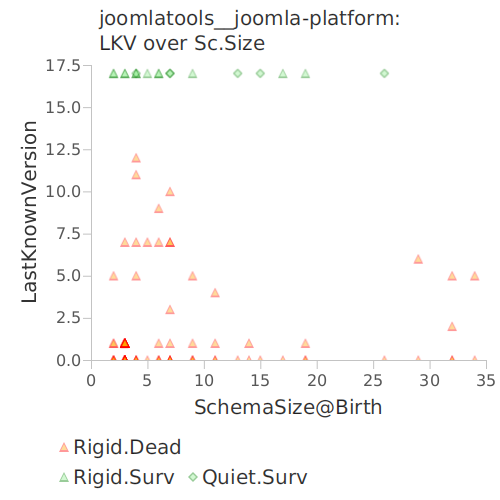 joomlatools__joomla-platform:
LKV over Sc.Size
17.5
15.0
12.5
10.0
7.5
5.0
2.5
0.0
LastKnownVersion
0 5 10 15 20 25 30 35
SchemaSize@Birth
Rigid.Dead
Rigid.Surv Quiet.Surv